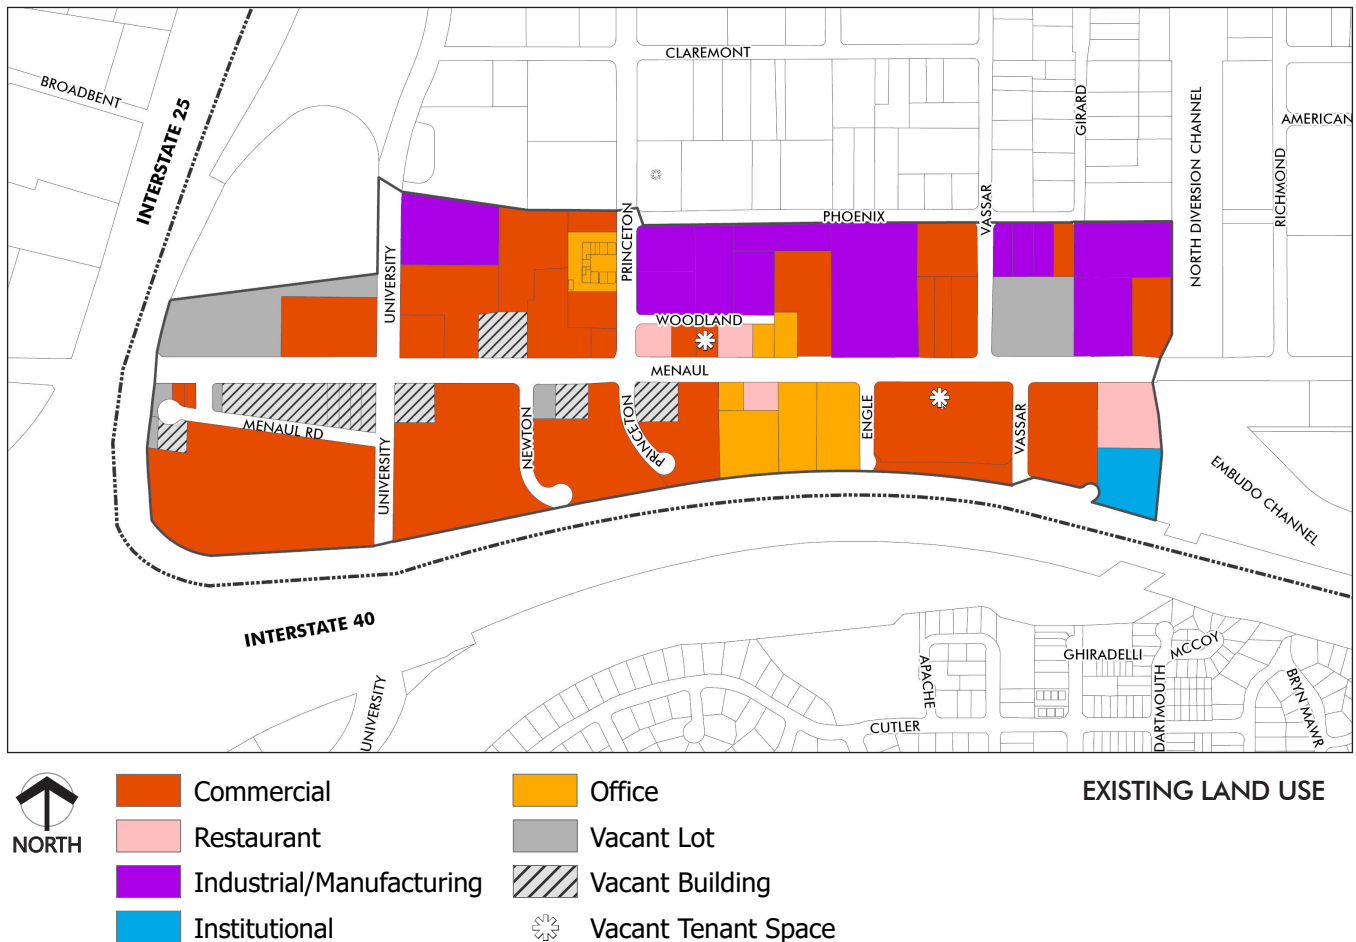 CLAREMONT
BROADBENT
GIRARD
NORTH DIVERSION CHANNEL
AMERICAN
INTERSTATE 25
RICHMOND
VASSAR
PHOENIX
PRINCETON
UNIVERSITY
WOODLAND
MENAUL
MENAUL RD
UNIVERSITY
NEWTON
PRINCETON
ENGLE
VASSAR
EMBUDO CHANNEL
INTERSTATE 40
UNIVERSITY
APACHE
GHIRADELLI
MCCOY
DARTMOUTH
BRYN MAWR
CUTLER
NORTH
Commercial
Restaurant
Industrial/Manufacturing
Institutional
Office
Vacant Lot
Vacant Building
Vacant Tenant Space
EXISTING LAND USE